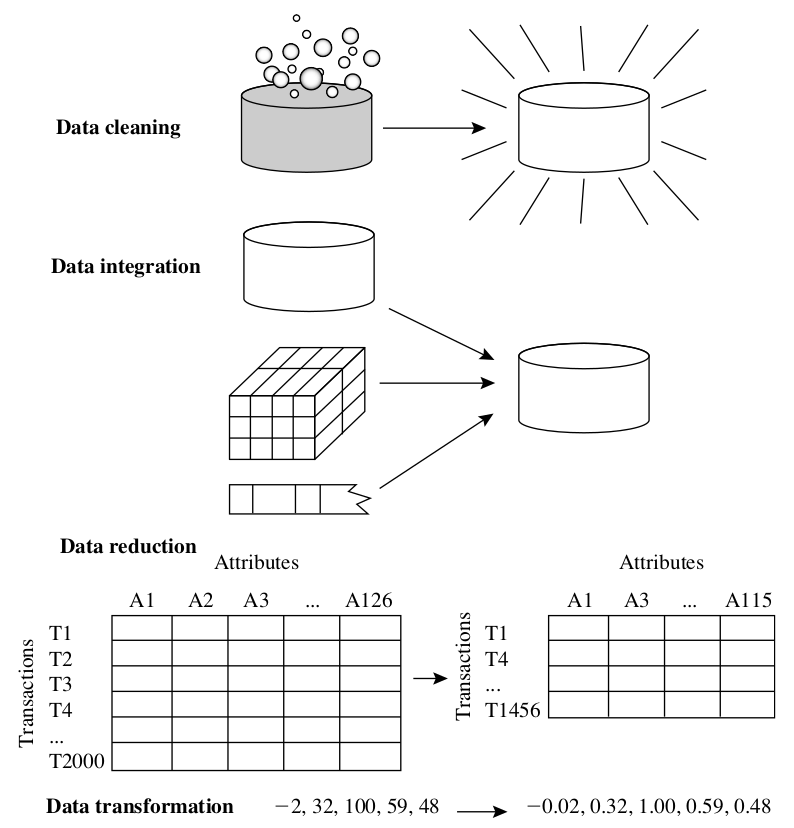 Data cleaning
Data integration
Data reduction
Attributes
A1 A2 A3 ... A126
Transactions
T1
T2
T3
T4
...
T2000
Attributes
A1 A3 ... A115
Transactions
T1
T4
...
T1456
Data transformation −2, 32, 100, 59, 48 −0.02, 0.32, 1.00, 0.59, 0.48